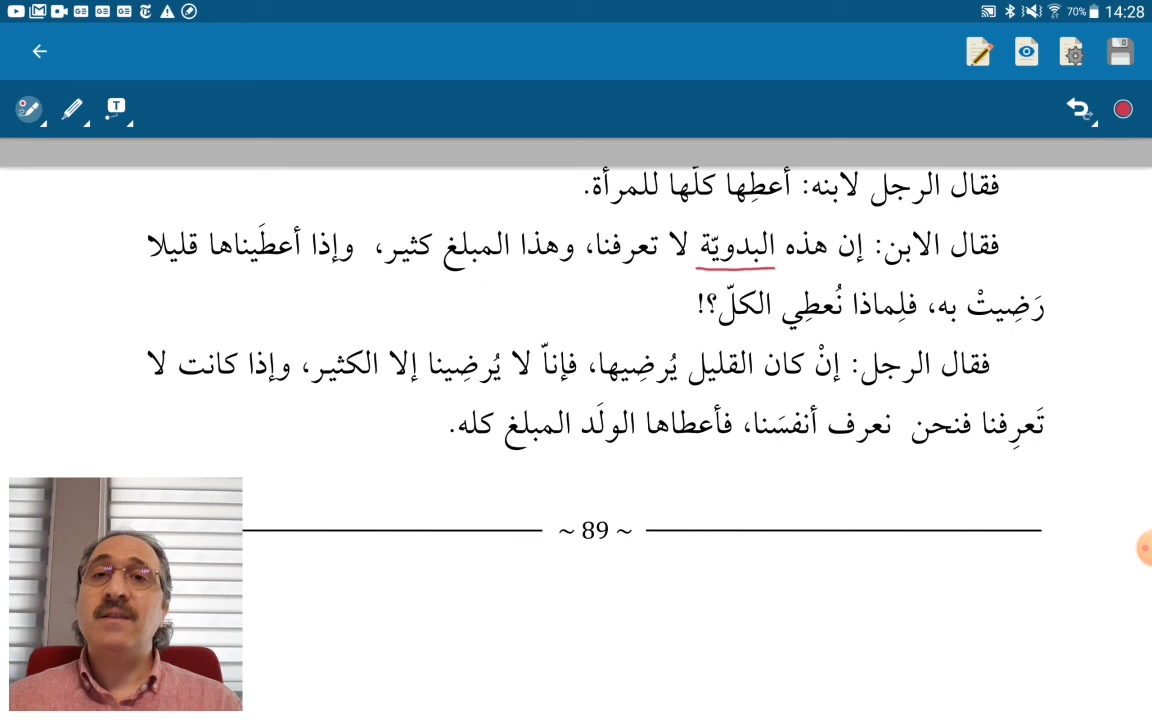 70% 14:28
T
فقال الرجل لابنه: أعطِها كلّها للمرأة.
فقال الابن: إن هذه البدويّة لا تعرفنا، وهذا المبلغ كثير، وإذا أعطَيناها قليلا
رَضِيتْ به، فلِماذا نُعطِي الكلّ؟!
فقال الرجل: إنْ كان القليل يُرضِيها، فإناّ لا يُرضِينا إلا الكثير، وإذا كانت لا
تَعرِفنا فنحن نعرف أنفسَنا، فأعطاها الولَد المبلغ كله.
~ 89 ~